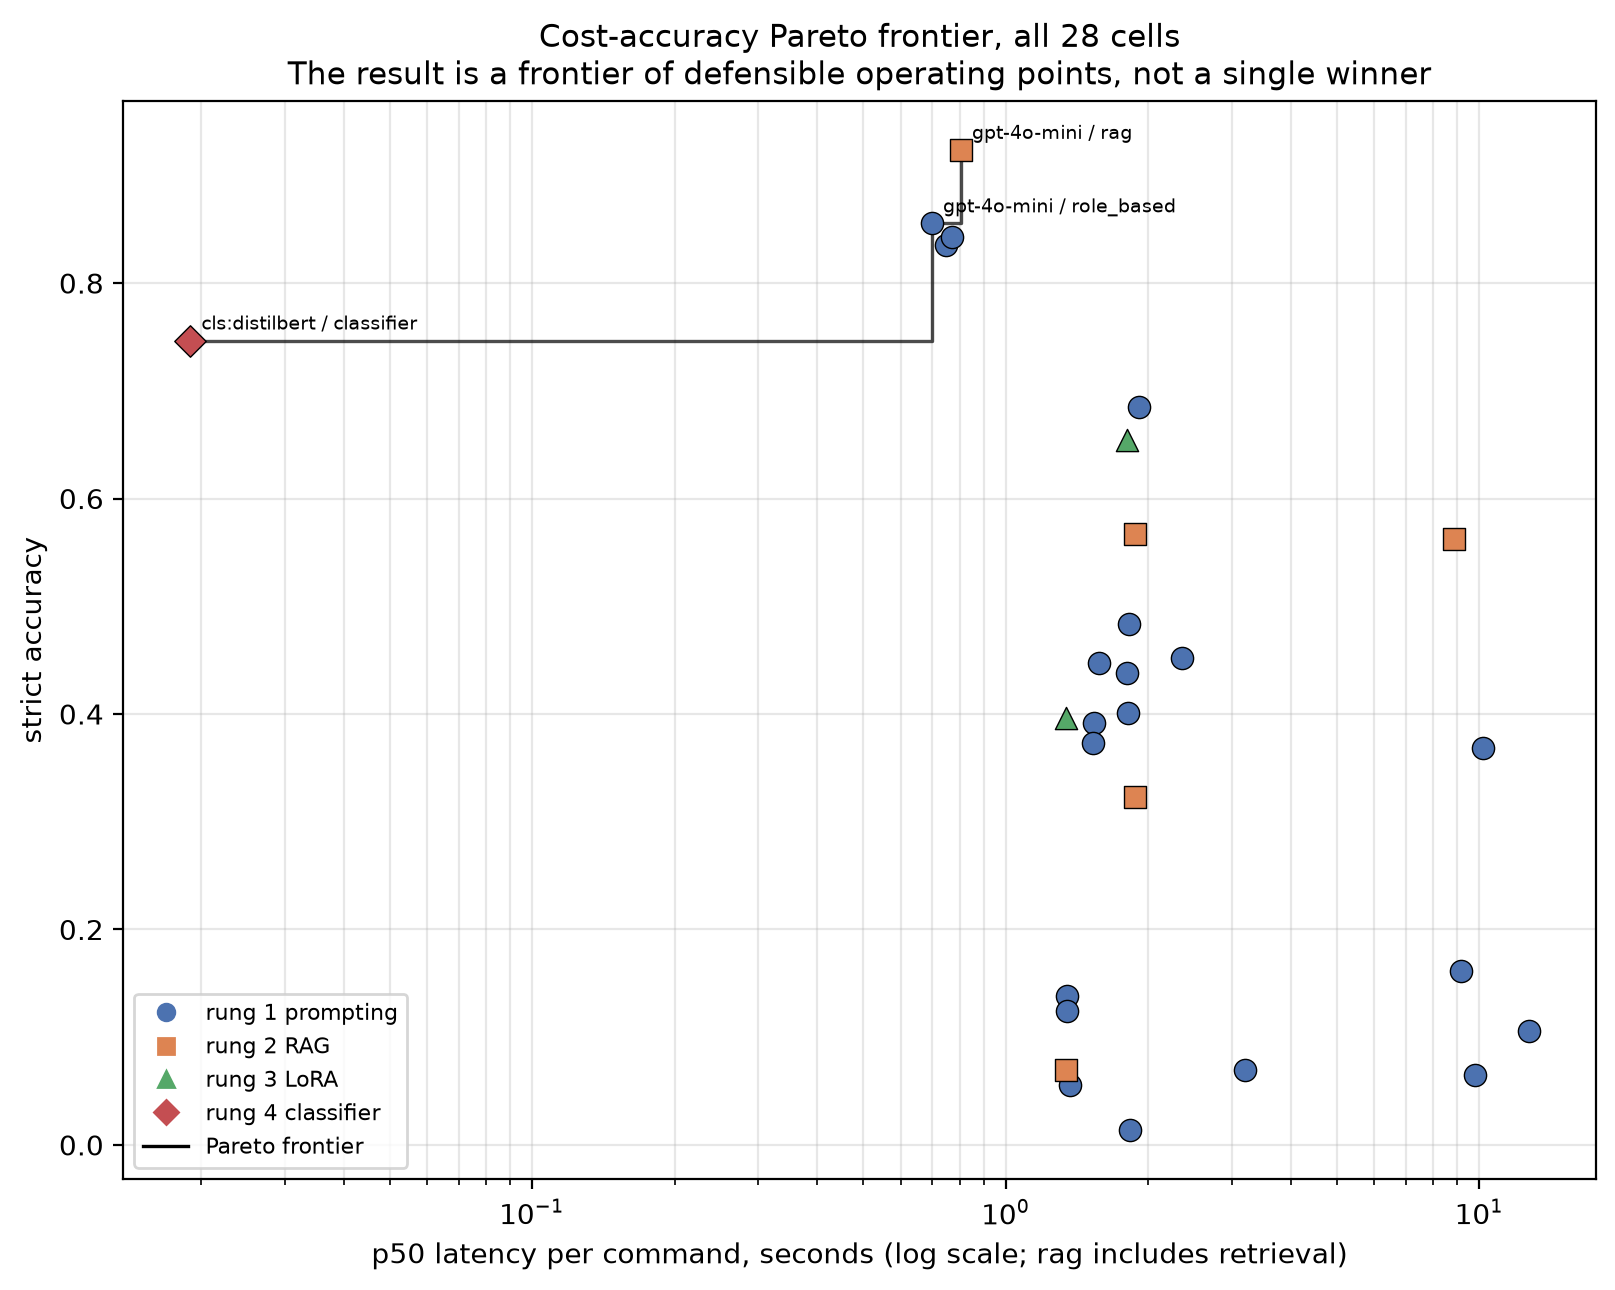 Cost-accuracy Pareto frontier, all 28 cells
The result is a frontier of defensible operating points, not a single winner
gpt-4o-mini / rag
gpt-4o-mini / role_based
cls:distilbert / classifier
strict accuracy
0.8
0.6
0.4
0.2
0.0
rung 1 prompting
rung 2 RAG
rung 3 LoRA
rung 4 classifier
Pareto frontier
10⁻¹
10⁰
10¹
p50 latency per command, seconds (log scale; rag includes retrieval)